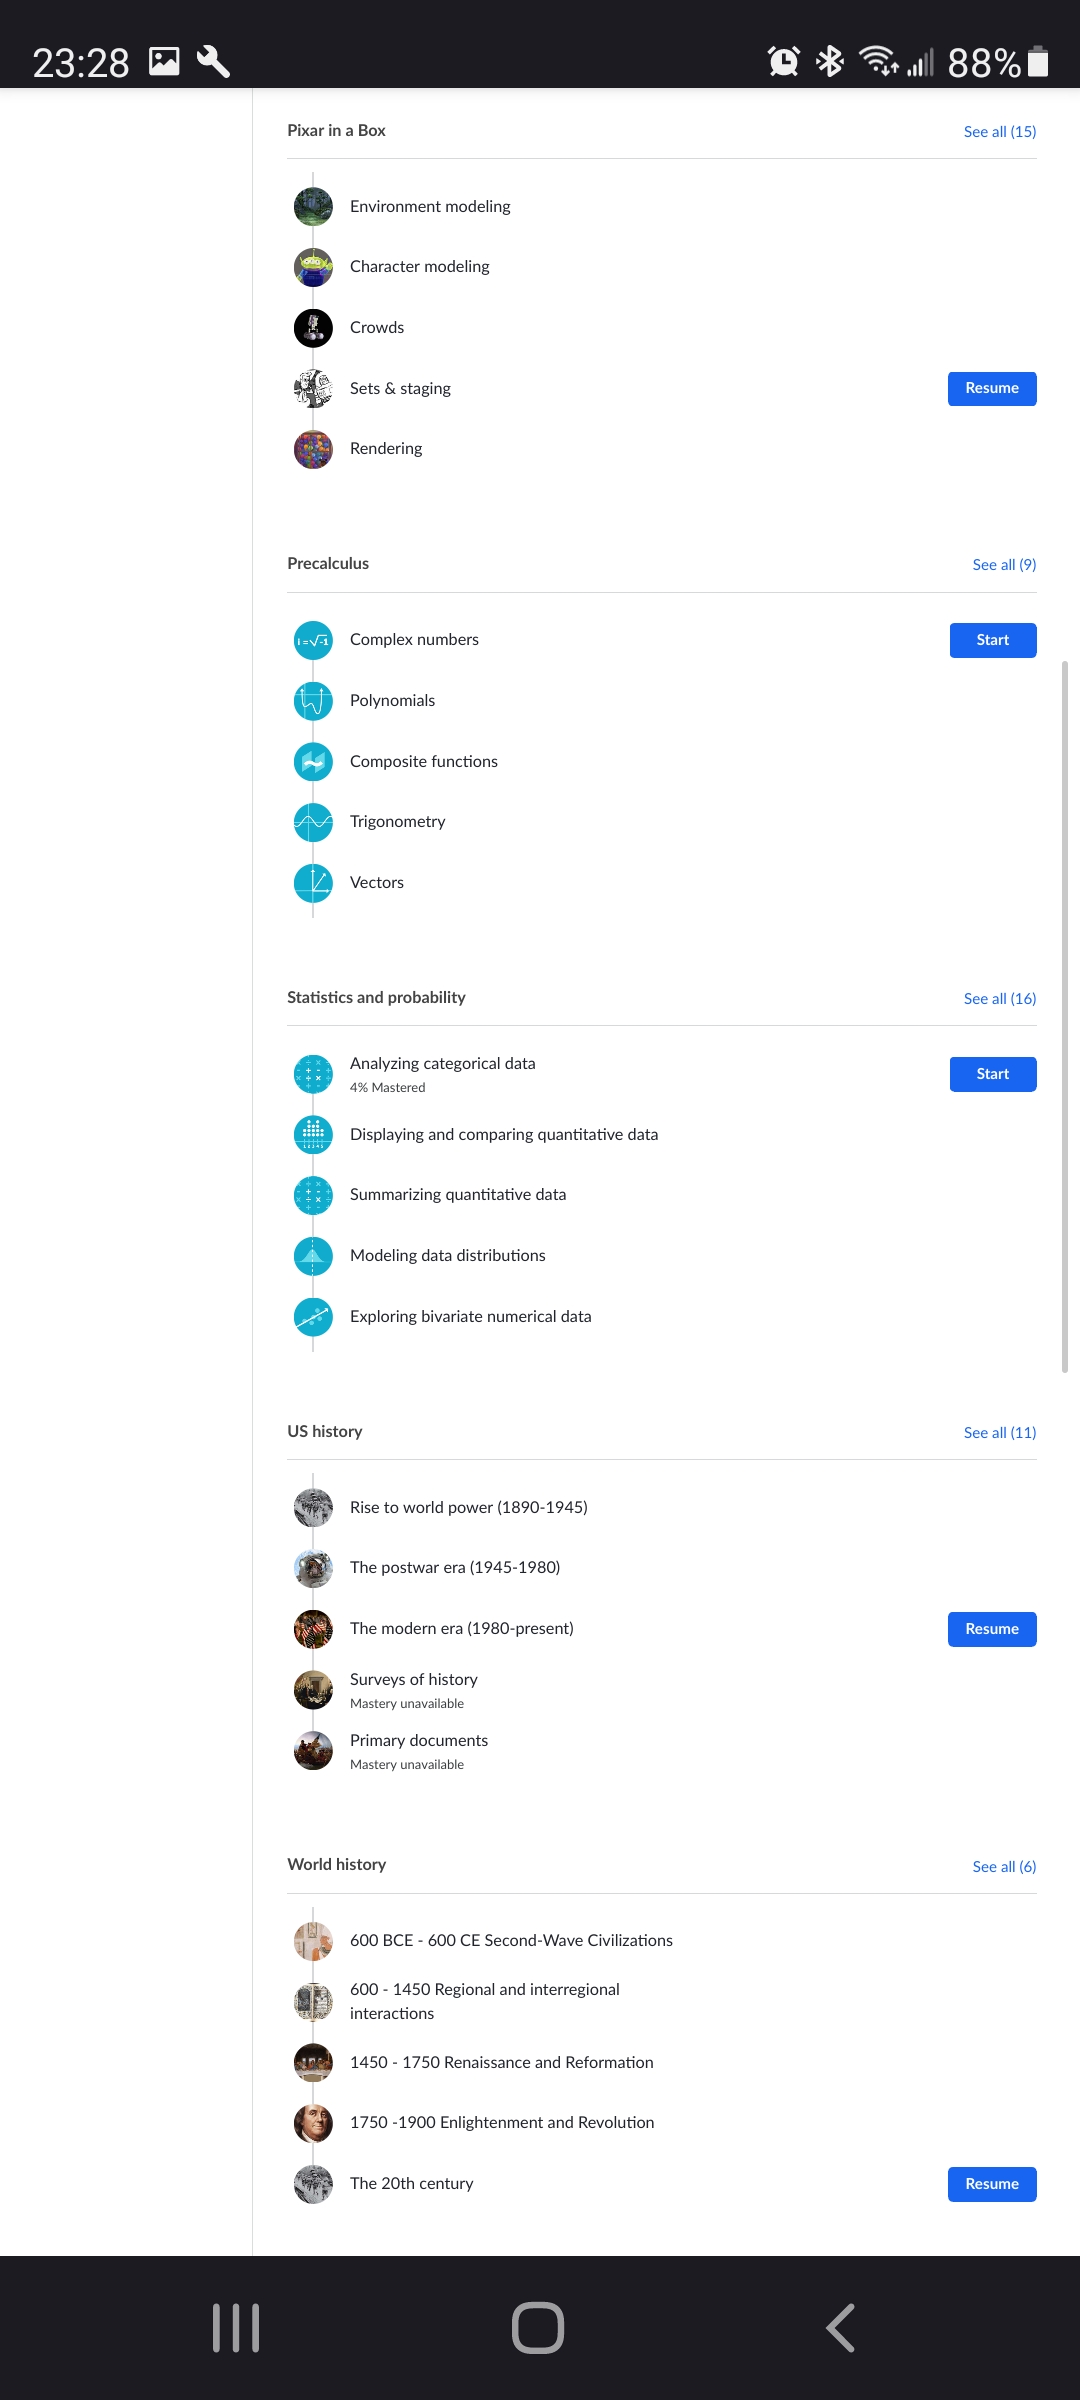 23:28
88%
Pixar in a Box
See all (15)
Environment modeling
Character modeling
Crowds
Sets & staging
Resume
Rendering
Precalculus
See all (9)
i=√-1
Complex numbers
Start
Polynomials
Composite functions
Trigonometry
Vectors
Statistics and probability
See all (16)
Analyzing categorical data
Start
4% Mastered
Displaying and comparing quantitative data
Summarizing quantitative data
Modeling data distributions
Exploring bivariate numerical data
US history
See all (11)
Rise to world power (1890-1945)
The postwar era (1945-1980)
The modern era (1980-present)
Resume
Surveys of history
Mastery unavailable
Primary documents
Mastery unavailable
World history
See all (6)
600 BCE - 600 CE Second-Wave Civilizations
600 - 1450 Regional and interregional
interactions
1450 - 1750 Renaissance and Reformation
1750 -1900 Enlightenment and Revolution
The 20th century
Resume